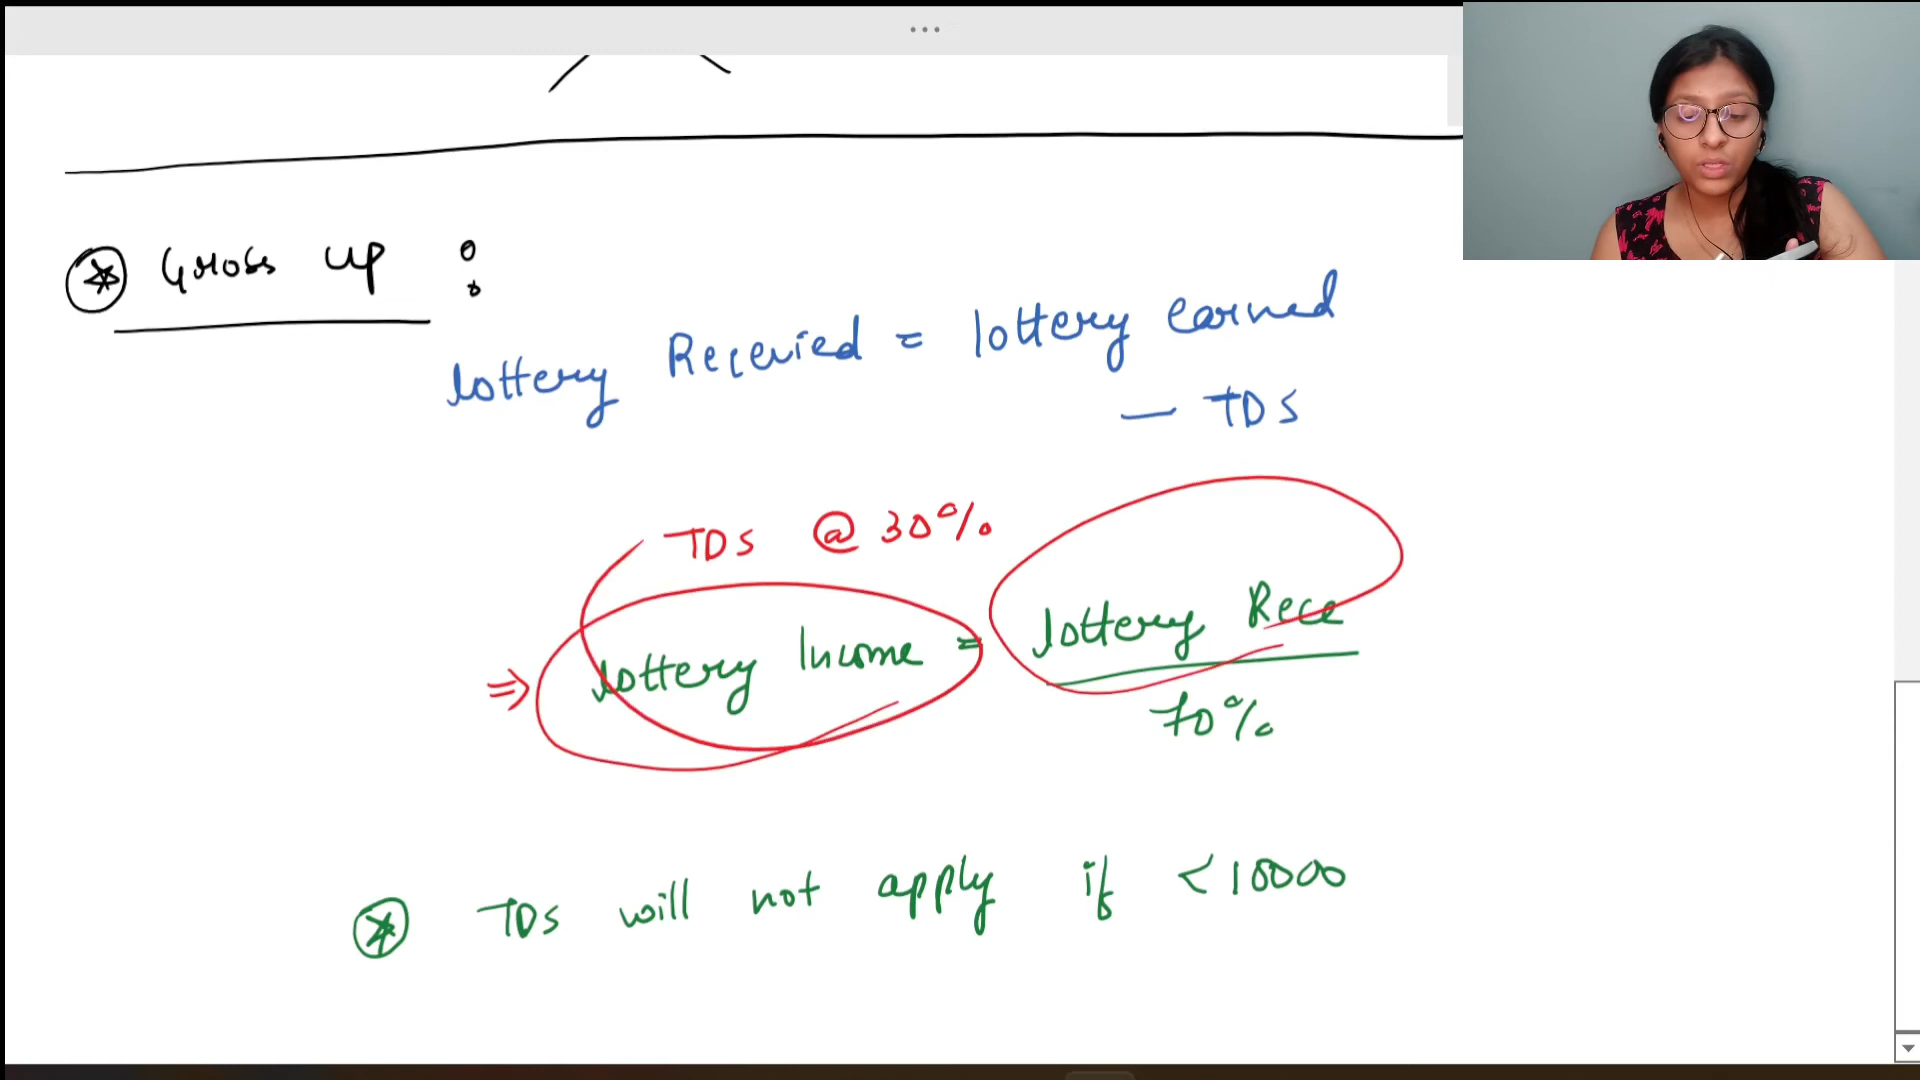 Gross up :
lottery Recevied = lottery earned
— TDS
TDS @ 30%
⇒ lottery Income = lottery Rece
70%
TDS will not apply if < 10000